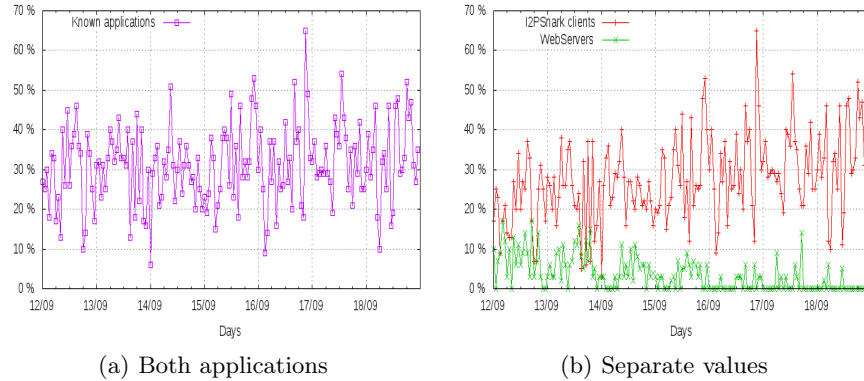 70 %
60 %
50 %
40 %
30 %
20 %
10 %
0 %
Known applications
12/09 13/09 14/09 15/09 16/09 17/09 18/09
Days
(a) Both applications
70 %
60 %
50 %
40 %
30 %
20 %
10 %
0 %
I2PSnark clients
WebServers
12/09 13/09 14/09 15/09 16/09 17/09 18/09
Days
(b) Separate values